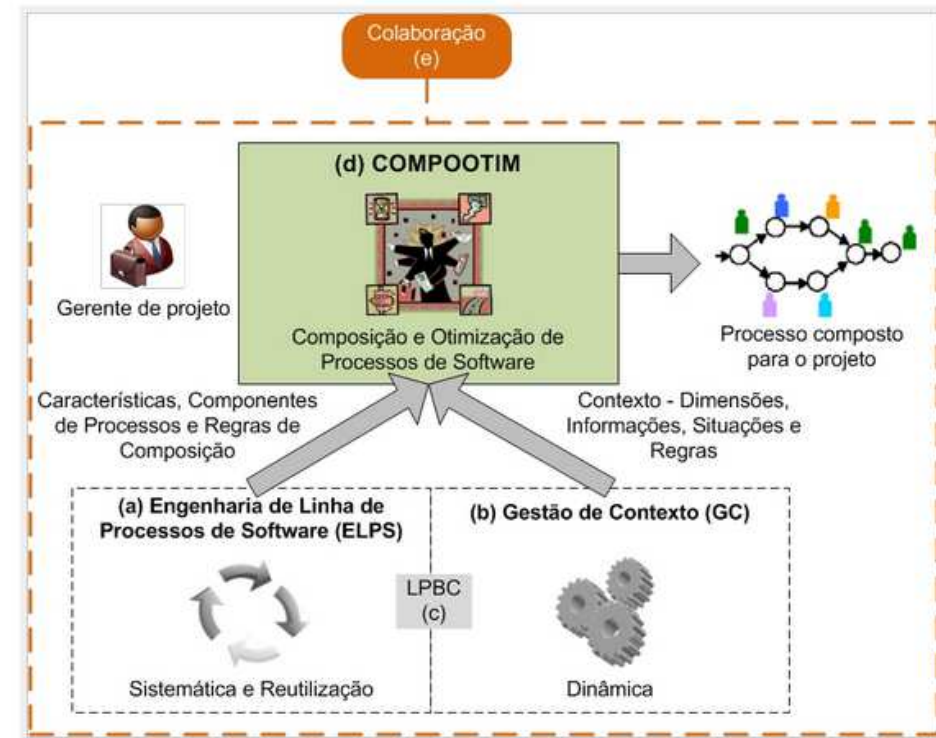 Colaboração
(e)
(d) COMPOOTIM
Gerente de projeto
Composição e Otimização de
Processos de Software
Processo composto
para o projeto
Características, Componentes
de Processos e Regras de
Composição
Contexto - Dimensões,
Informações, Situações e
Regras
(a) Engenharia de Linha de
Processos de Software (ELPS)
(b) Gestão de Contexto (GC)
LPBC
(c)
Sistemática e Reutilização
Dinâmica